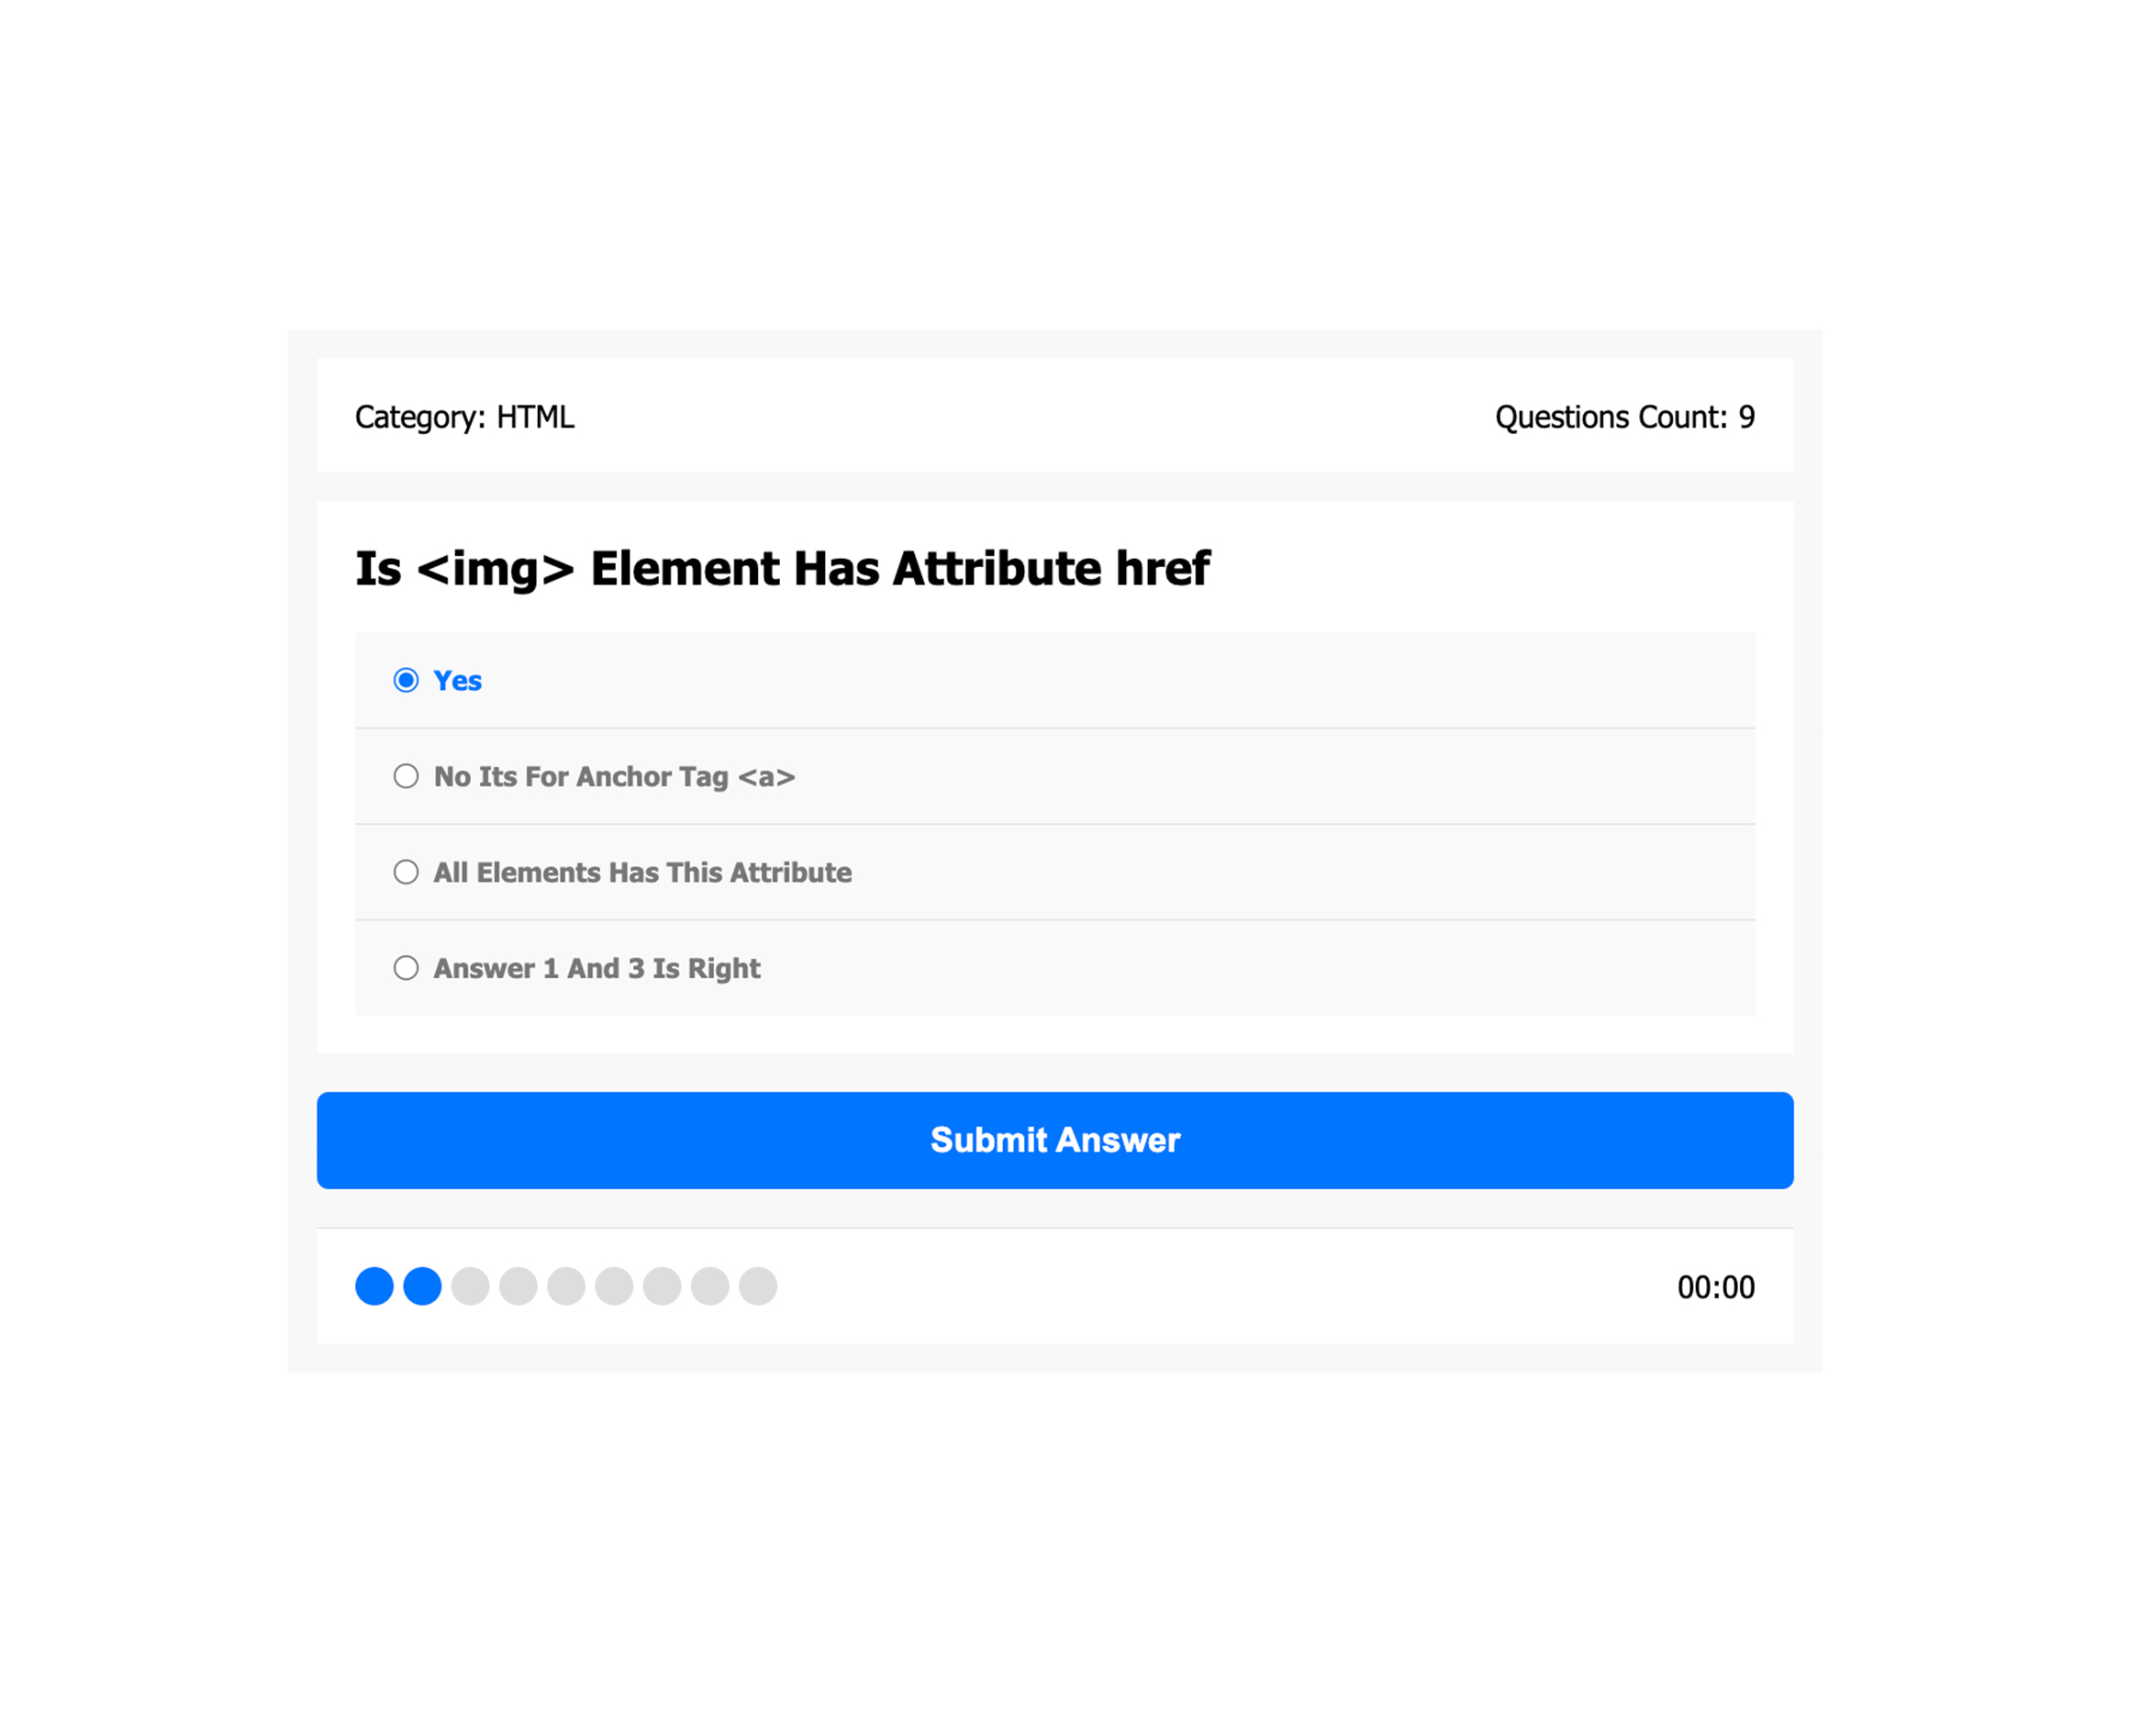 Category: HTML
Questions Count: 9
Is <img> Element Has Attribute href
Yes
No Its For Anchor Tag <a>
All Elements Has This Attribute
Answer 1 And 3 Is Right
Submit Answer
00:00